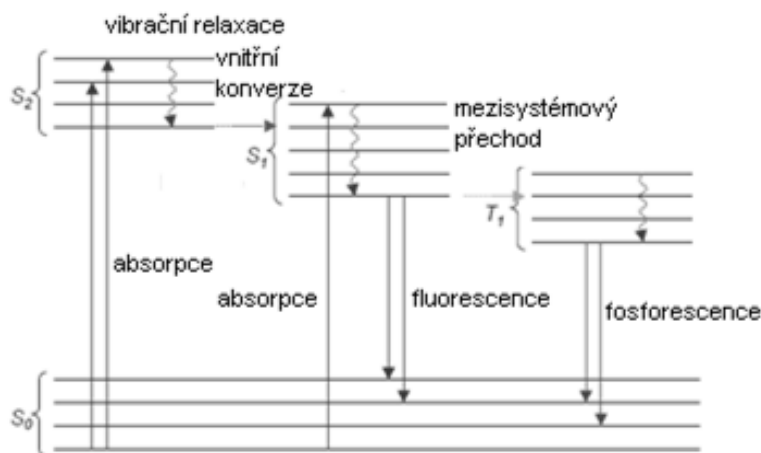 vibrační relaxace
vnitřní
konverze
S2
mezisystémový
přechod
S1
T1
absorpce
absorpce
fluorescence
fosforescence
S0